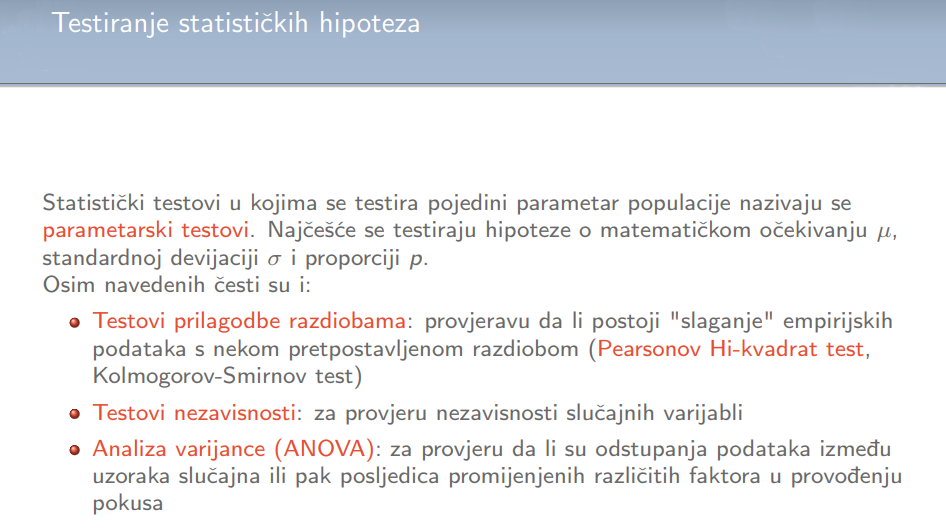 Testiranje statističkih hipoteza
Statistički testovi u kojima se testira pojedini parametar populacije nazivaju se
parametarski testovi. Najčešće se testiraju hipoteze o matematičkom očekivanju μ,
standardnoj devijaciji σ i proporciji p.
Osim navedenih česti su i:
Testovi prilagodbe razdiobama: provjeravu da li postoji "slaganje" empirijskih
podataka s nekom pretpostavljenom razdiobom (Pearsonov Hi-kvadrat test,
Kolmogorov-Smirnov test)
Testovi nezavisnosti: za provjeru nezavisnosti slučajnih varijabli
Analiza varijance (ANOVA): za provjeru da li su odstupanja podataka između
uzoraka slučajna ili pak posljedica promijenjenih različitih faktora u provođenju
pokusa